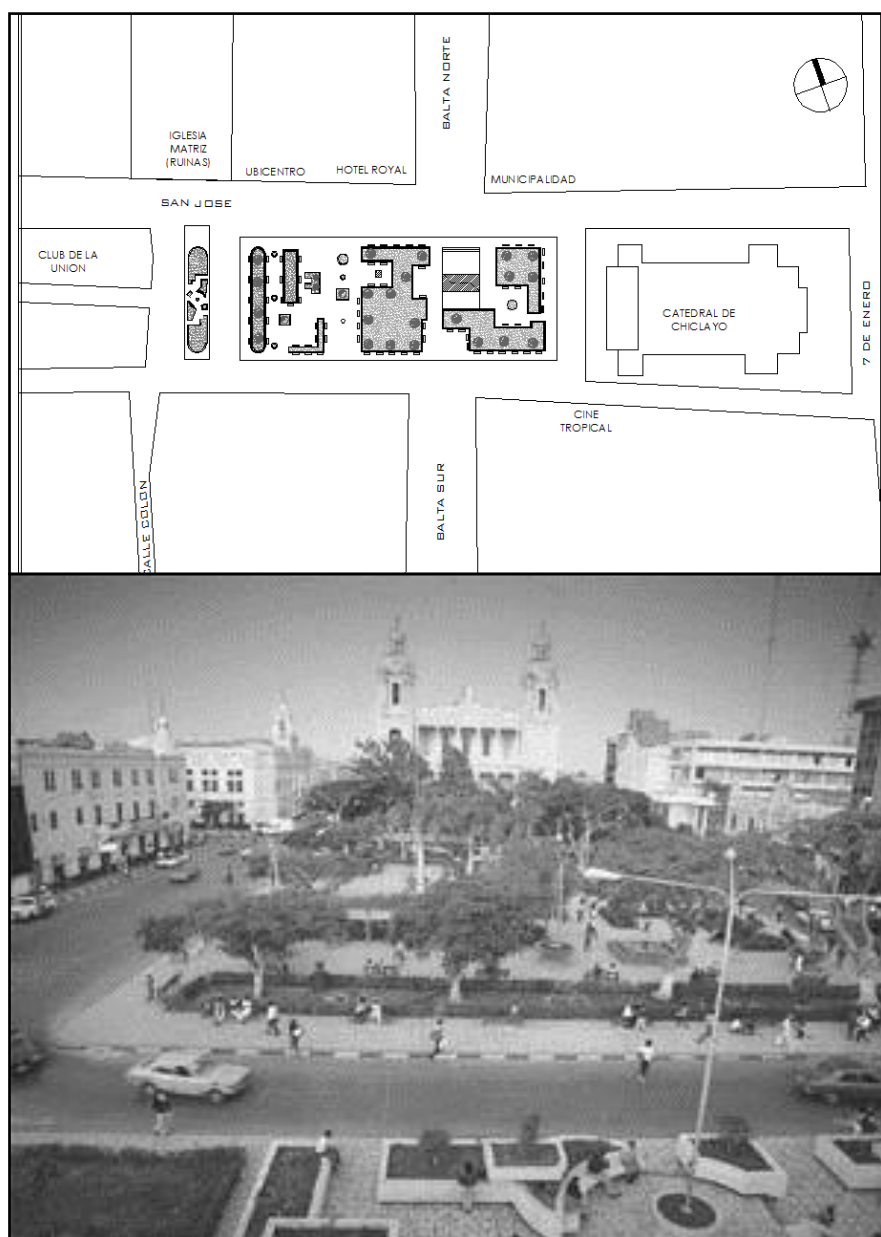 BALTA NORTE
IGLESIA
MATRIZ
(RUINAS)
UBICENTRO
HOTEL ROYAL
MUNICIPALIDAD
SAN JOSE
CLUB DE LA
UNION
CATEDRAL DE
CHICLAYO
7 DE ENERO
CINE
TROPICAL
BALTA SUR
CALLE COLON